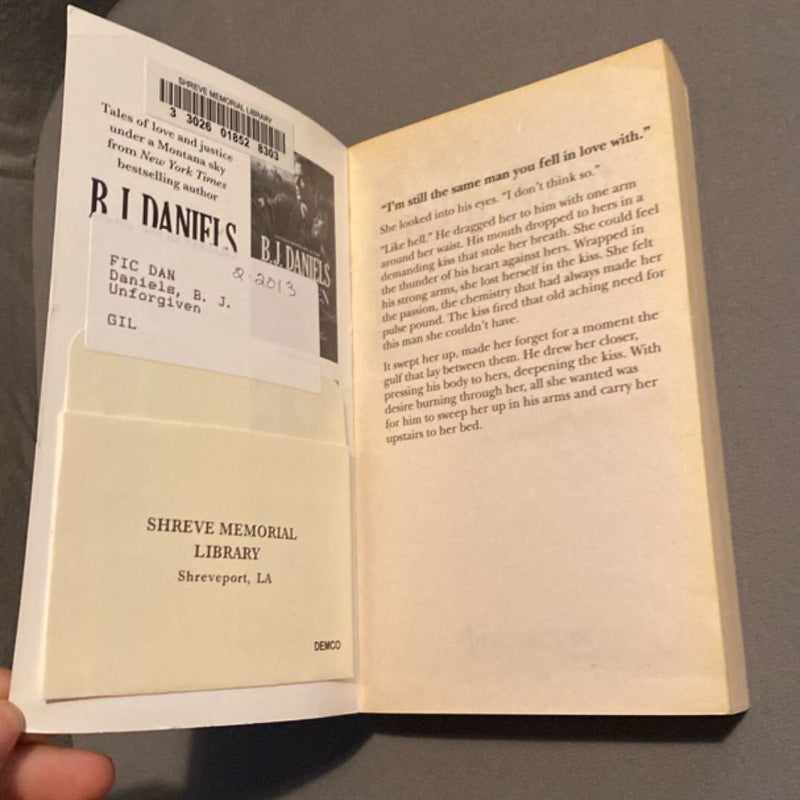 SHREVE MEMORIAL LIBRARY
3 3026 01852 8303
Tales of love and justice
under a Montana sky
from New York Times
bestselling author
B.J. DANIELS
B.J. DANIELS
FIC DAN
Daniels, B. J.
Unforgiven
GIL
2·2013
SHREVE MEMORIAL
LIBRARY
Shreveport, LA
DEMCO
“I’m still the same man you fell in love with.”
She looked into his eyes. “I don’t think so.”
“Like hell.” He dragged her to him with one arm
around her waist. His mouth dropped to hers in a
demanding kiss that stole her breath. She could feel
the thunder of his heart against hers. Wrapped in
his strong arms, she lost herself in the kiss. She felt
the passion, the chemistry that had always made her
pulse pound. The kiss fired that old aching need for
this man she couldn’t have.
It swept her up, made her forget for a moment the
gulf that lay between them. He drew her closer,
pressing his body to hers, deepening the kiss. With
desire burning through her, all she wanted was
for him to sweep her up in his arms and carry her
upstairs to her bed.